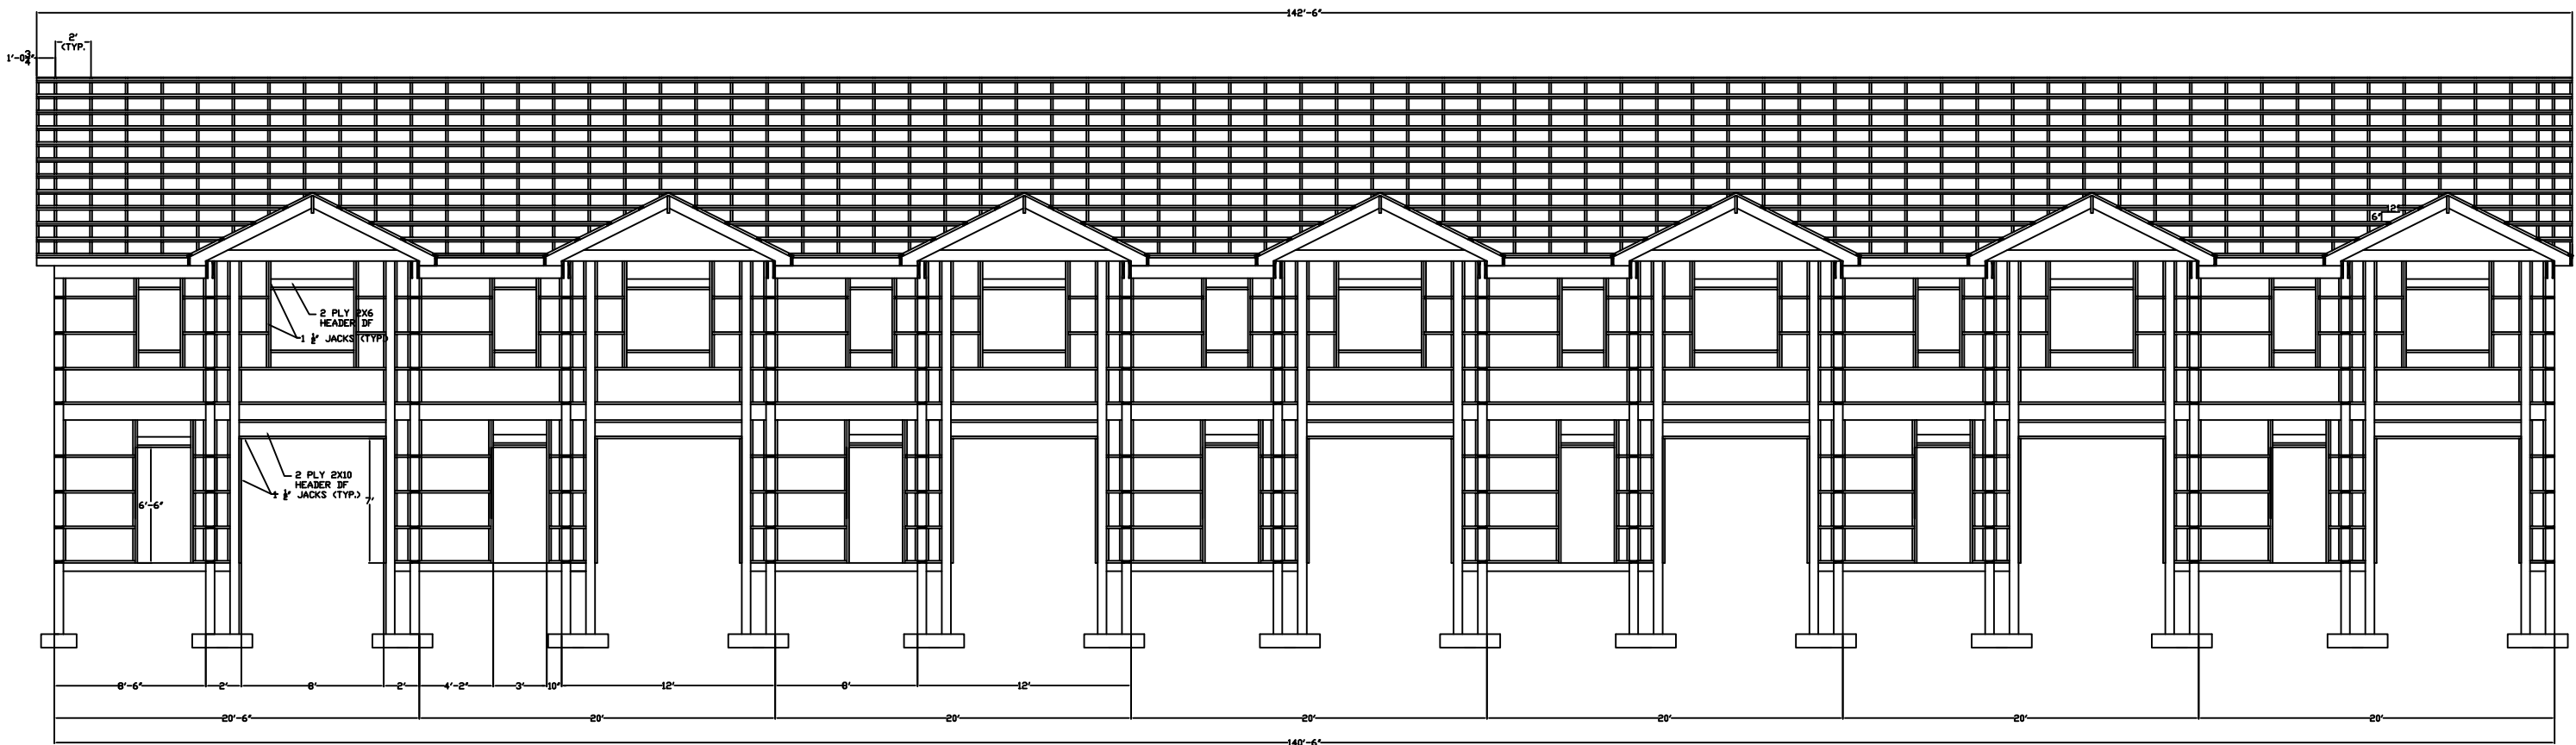 142'-6"
2'
(TYP.
1'-0¾"
12"
6"
2 PLY 2X6
HEADER DF
1 ½" JACKS (TYP)
2 PLY 2X10
HEADER DF
1 ½" JACKS (TYP.)
6'-6"
7'
8'-6" 2' 8' 2' 4'-2" 3' 10" 12' 8' 12'
20'-6" 20' 20' 20' 20' 20' 20'
140'-6"